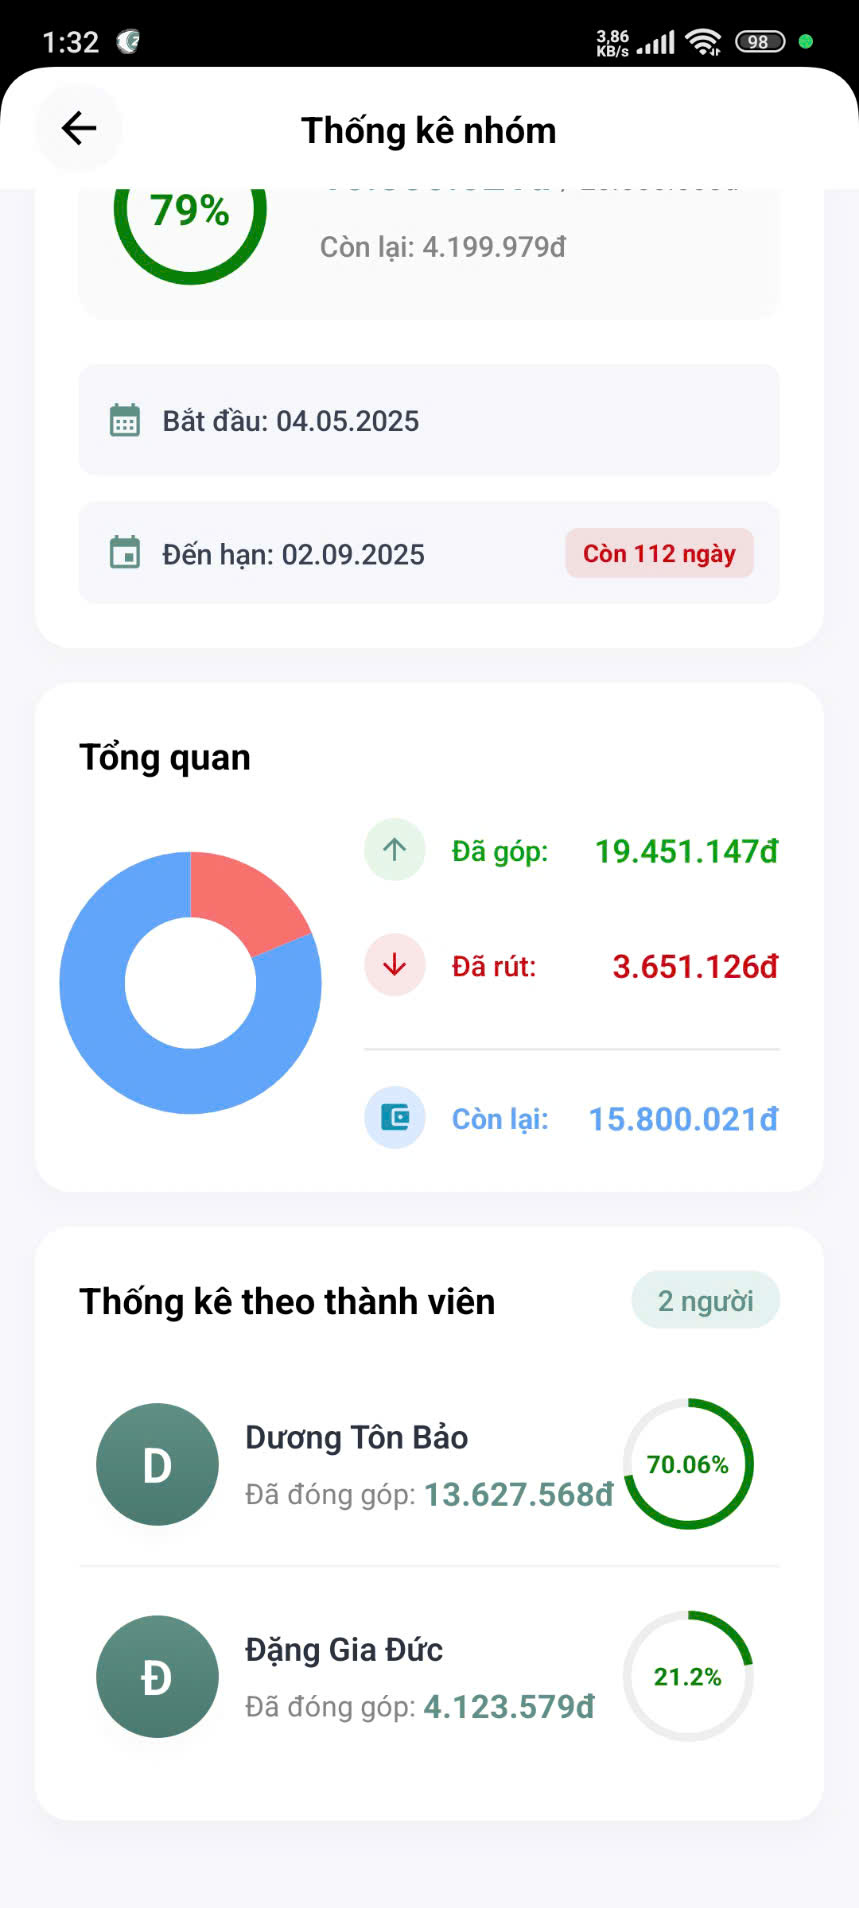 1:32
3,86
KB/s
98
Thống kê nhóm
79%
Còn lại: 4.199.979đ
Bắt đầu: 04.05.2025
Đến hạn: 02.09.2025
Còn 112 ngày
Tổng quan
Đã góp: 19.451.147đ
Đã rút: 3.651.126đ
Còn lại: 15.800.021đ
Thống kê theo thành viên
2 người
D
Dương Tôn Bảo
Đã đóng góp: 13.627.568đ
70.06%
Đ
Đặng Gia Đức
Đã đóng góp: 4.123.579đ
21.2%